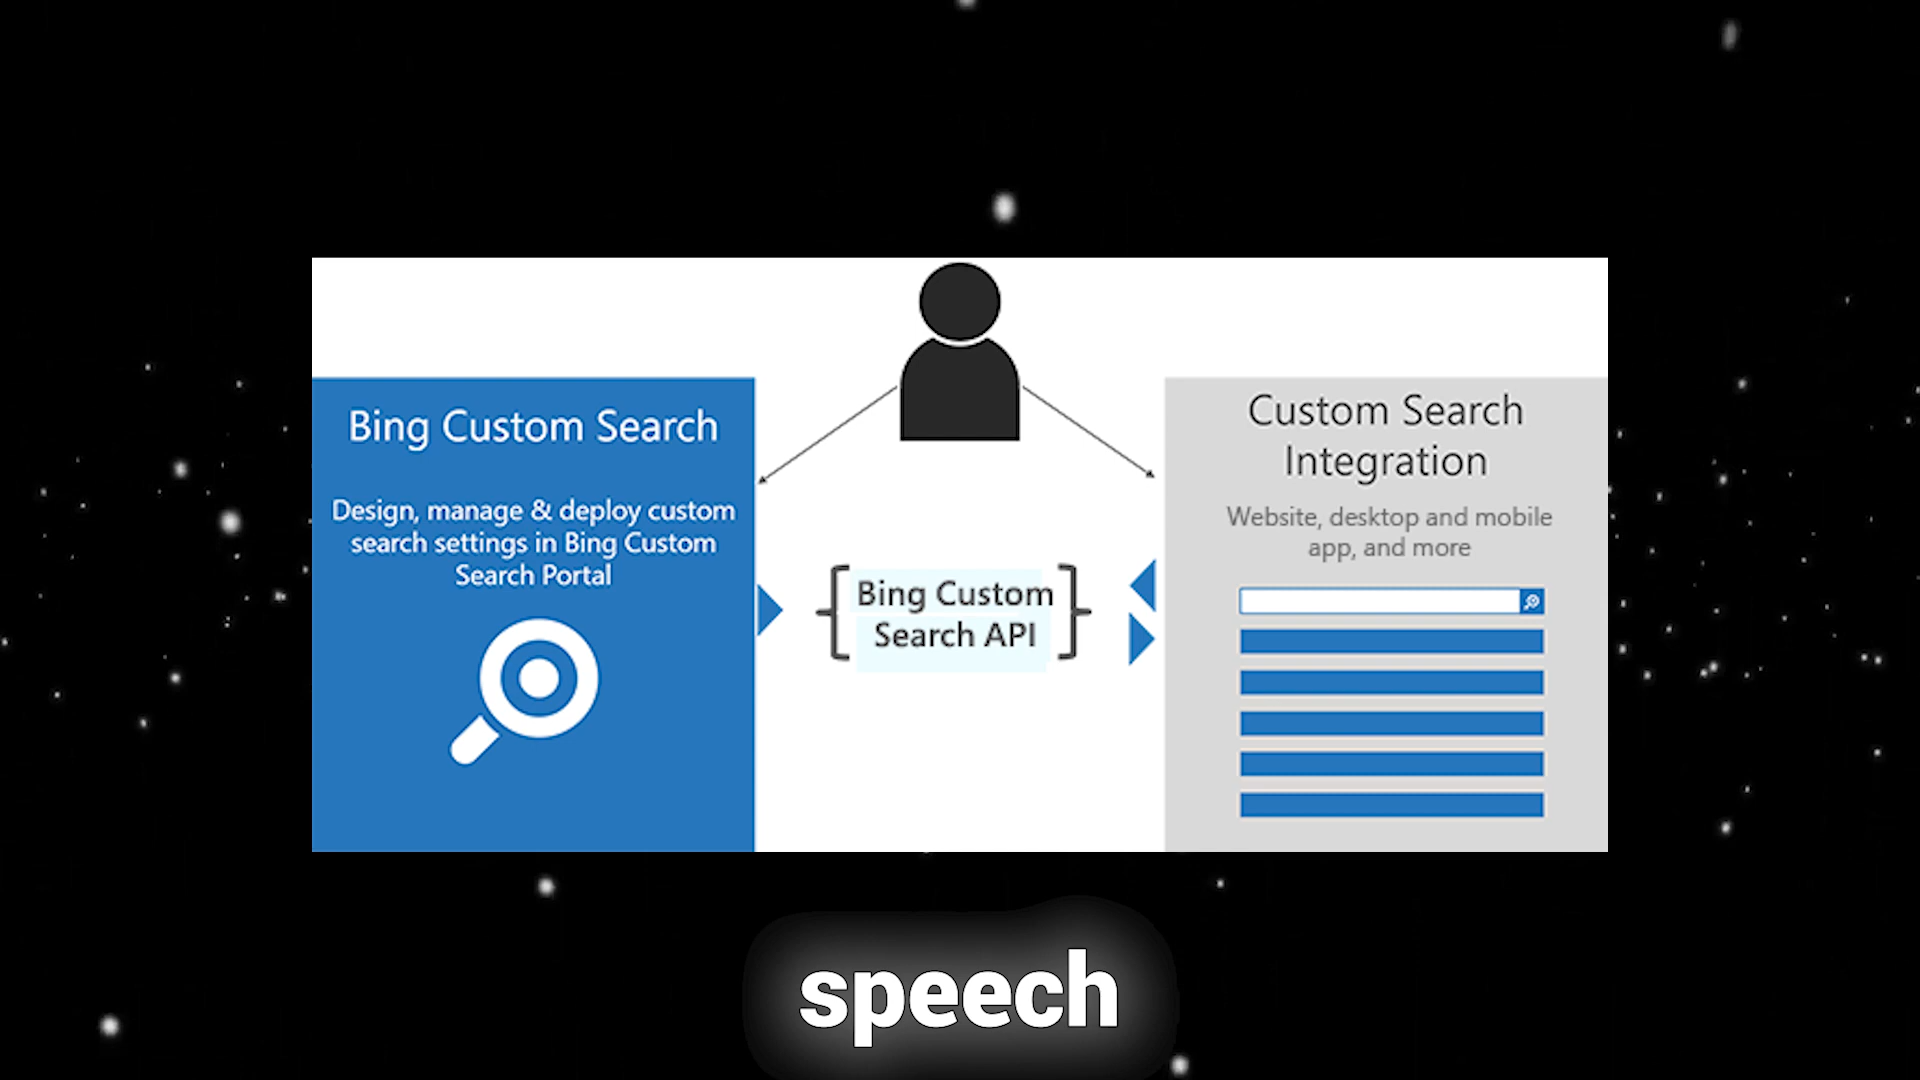 Bing Custom Search
Design, manage & deploy custom
search settings in Bing Custom
Search Portal
Bing Custom
Search API
Custom Search
Integration
Website, desktop and mobile
app, and more
speech